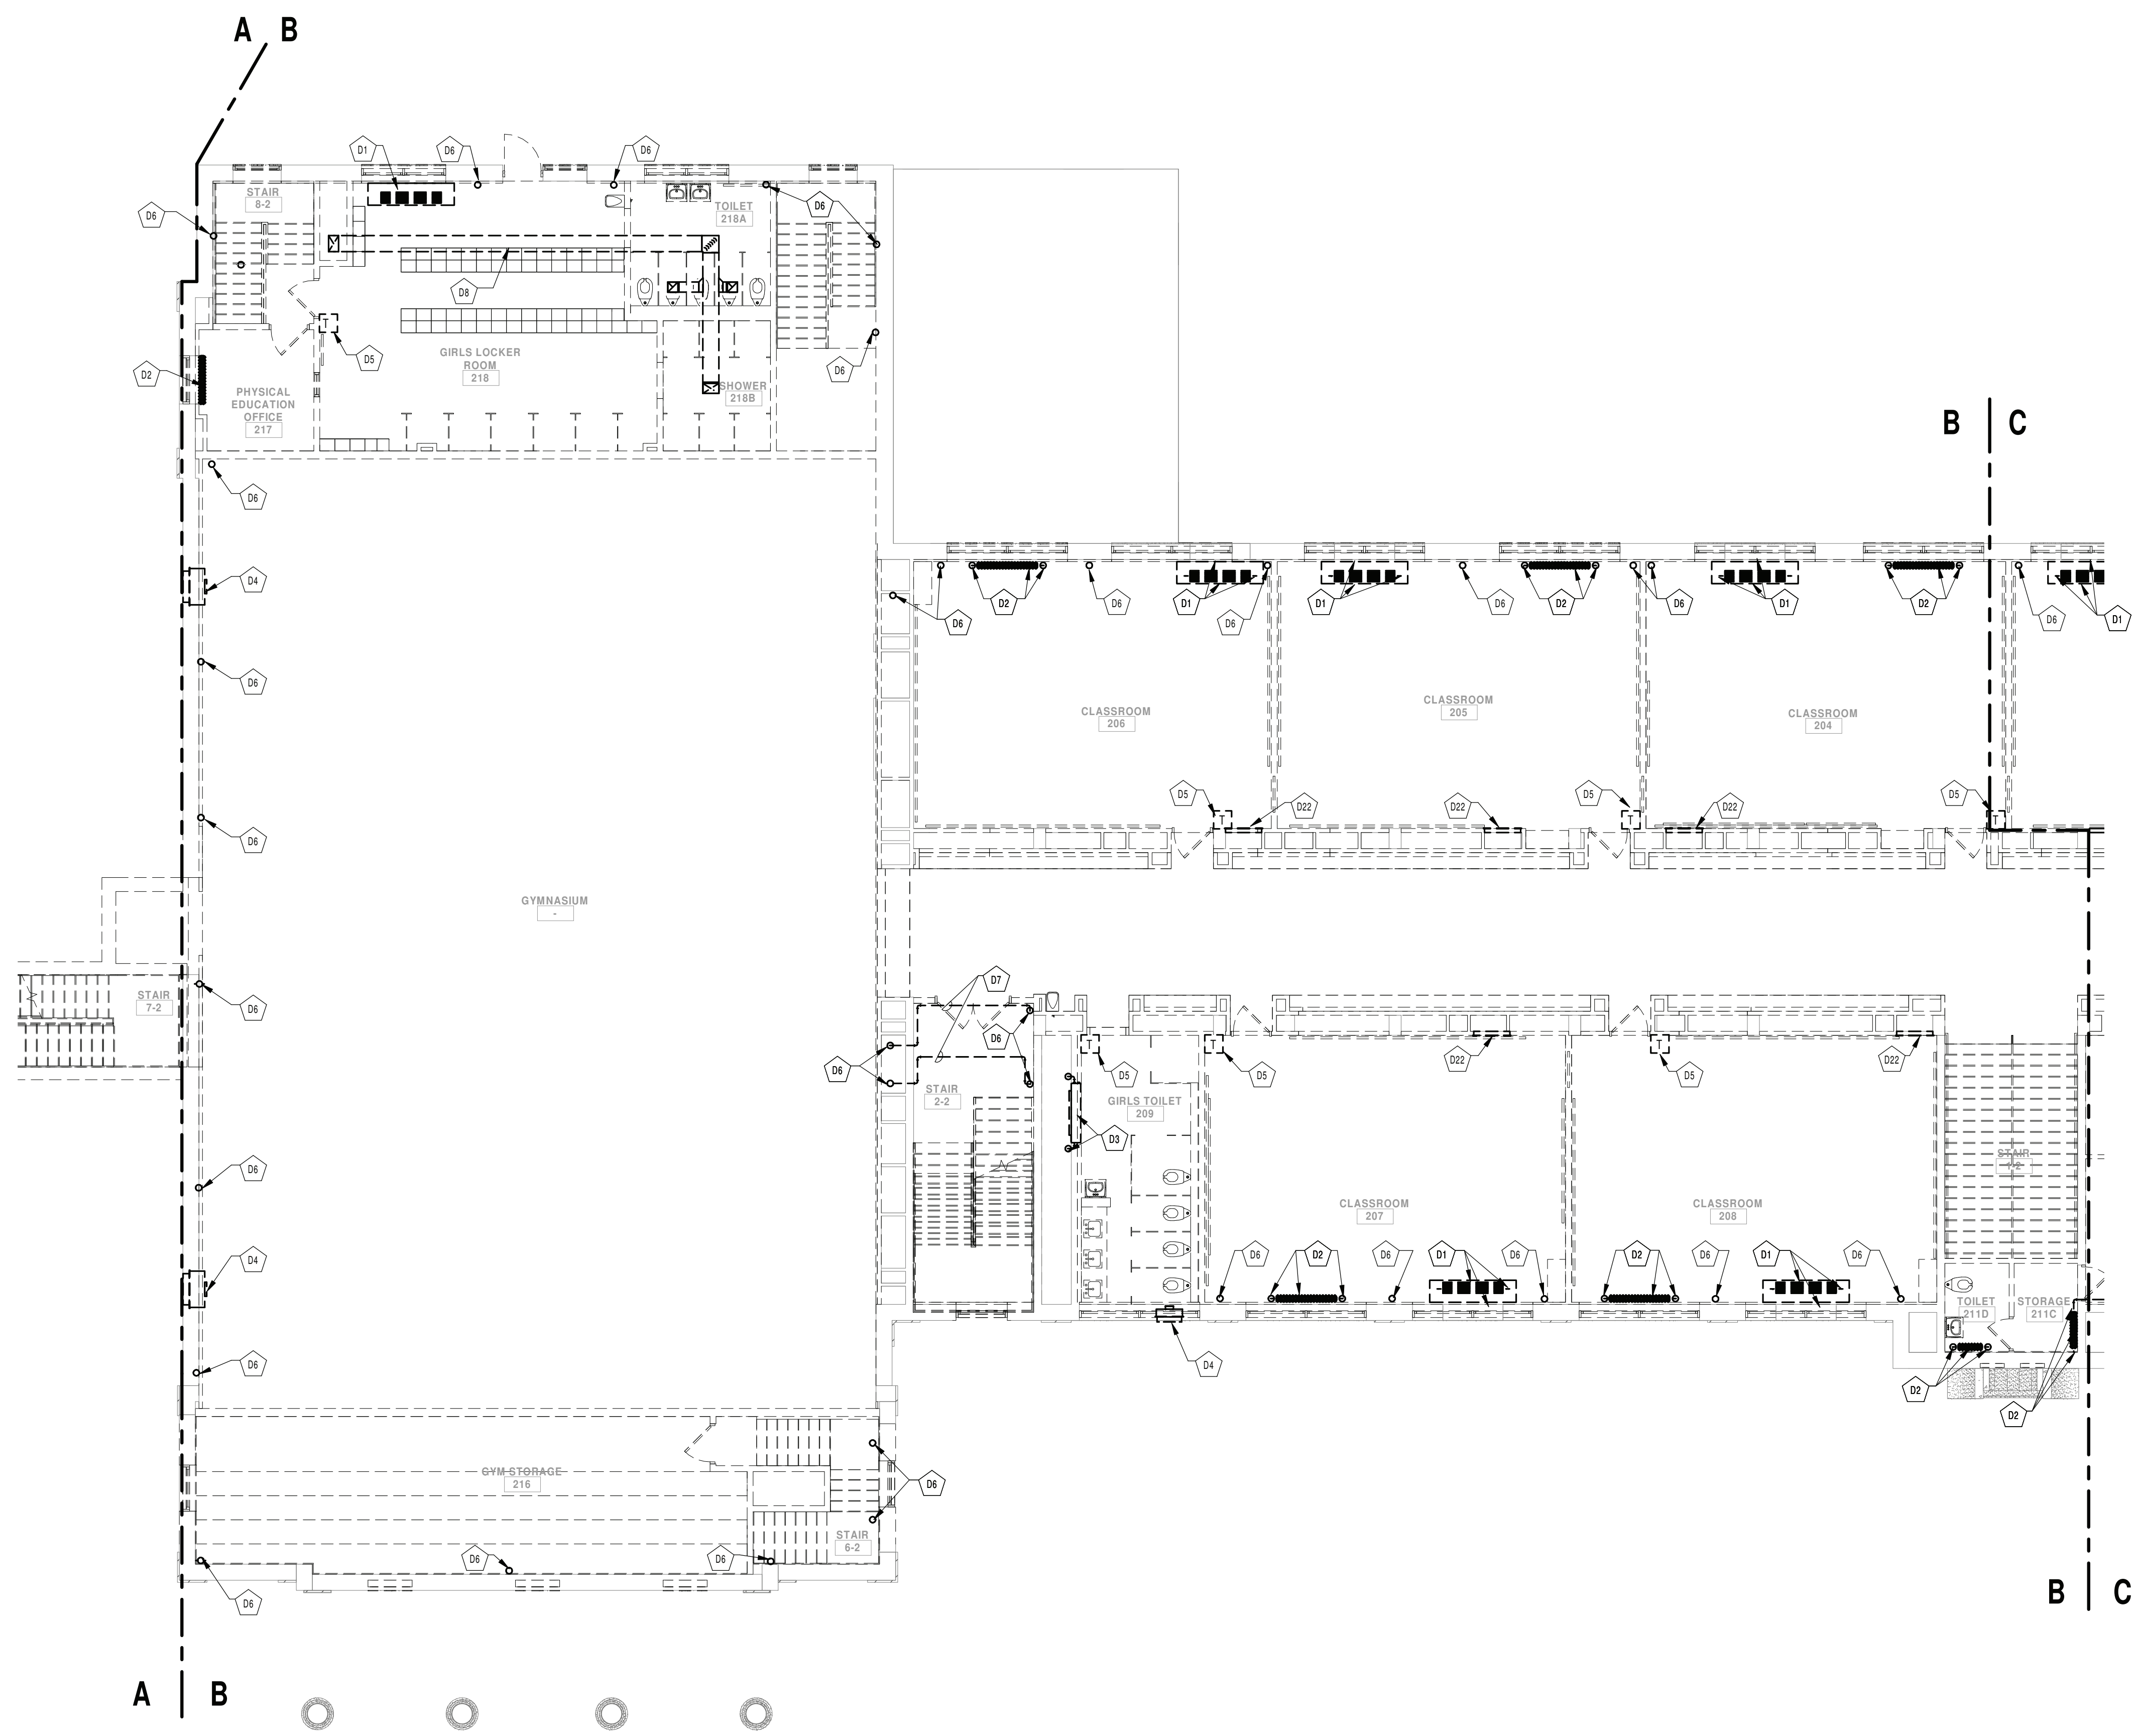 A B
D1
D6
D6
STAIR
8-2
TOILET
218A
D6
D6
D8
D5
GIRLS LOCKER
ROOM
218
D6
D2
SHOWER
218B
PHYSICAL
EDUCATION
OFFICE
217
B C
D6
D4
D6
D2
D6
D1
D6
D1
D6
D2
D6
D1
D2
D6
D1
D6
CLASSROOM
206
CLASSROOM
205
CLASSROOM
204
D5
D22
D22
D5
D22
D5
T
T
T
T
D6
GYMNASIUM
-
STAIR
7-2
D6
D7
D6
D6
STAIR
2-2
T
D5
T
D5
D22
T
D5
D22
GIRLS TOILET
209
D3
D6
STAIR
1-2
CLASSROOM
207
CLASSROOM
208
D4
D6
D2
D6
D1
D6
D2
D6
D1
D6
TOILET
211D
STORAGE
211C
D6
D4
D2
D2
GYM STORAGE
216
D6
STAIR
6-2
D6
D6
D6
B C
A B